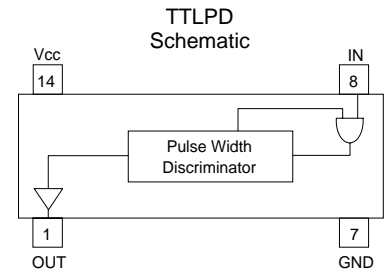 TTLPD
Schematic
Vcc
IN
14
8
Pulse Width
Discriminator
1
7
OUT
GND